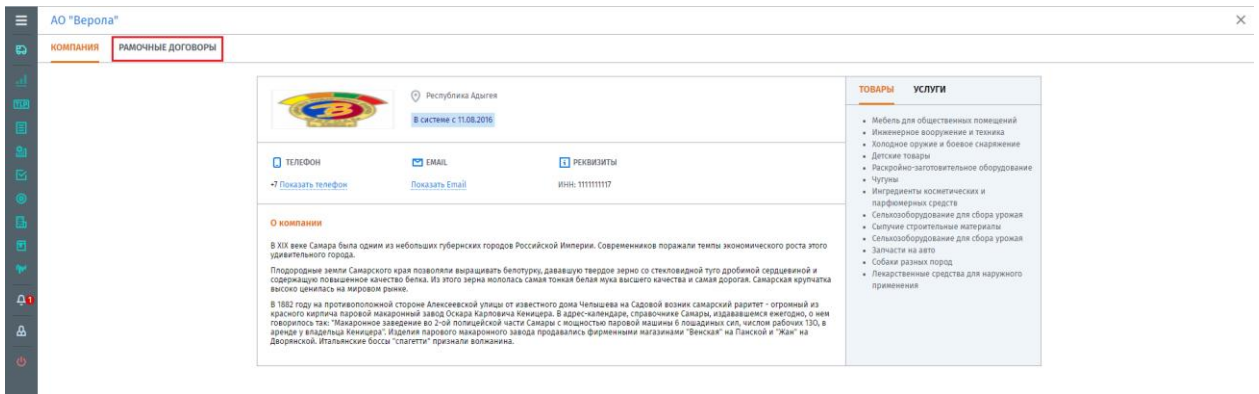 АО "Верола"
КОМПАНИЯ РАМОЧНЫЕ ДОГОВОРЫ
Республика Адыгея
В системе с 11.08.2016
ТЕЛЕФОН EMAIL РЕКВИЗИТЫ
+7 Показать телефон Показать Email ИНН: 1111111117
О компании
В XIX веке Самара была одним из небольших губернских городов Российской Империи. Современников поражали темпы экономического роста этого
удивительного города.
Плодородные земли Самарского края позволяли выращивать белотурку, дававшую твердое зерно со стекловидной туго дробимой сердцевиной и
содержащую повышенное качество белка. Из этого зерна мололась самая тонкая белая мука высшего качества и самая дорогая. Самарская крупчатка
высоко ценилась на мировом рынке.
В 1882 году на противоположной стороне Алексеевской улицы от известного дома Челышева на Садовой возник самарский раритет - огромный из
красного кирпича паровой макаронный завод Оскара Карловича Кеницера. В адрес-календаре, справочнике Самары, издававшемся ежегодно, о нем
говорилось так: "Макаронное заведение во 2-ой полицейской части Самары с мощностью паровой машины 6 лошадиных сил, числом рабочих 130, в
аренде у владельца Кеницера". Изделия парового макаронного завода продавались фирменными магазинами "Венская" на Панской и "Жан" на
Дворянской. Итальянские боссы "спагетти" признали волжанина.
ТОВАРЫ УСЛУГИ
Мебель для общественных помещений
Инженерное вооружение и техника
Холодное оружие и боевое снаряжение
Детские товары
Раскройно-заготовительное оборудование
Чугуны
Ингредиенты косметических и
парфюмерных средств
Сельхозоборудование для сбора урожая
Сыпучие строительные материалы
Сельхозоборудование для сбора урожая
Запчасти на авто
Собаки разных пород
Лекарственные средства для наружного
применения
1